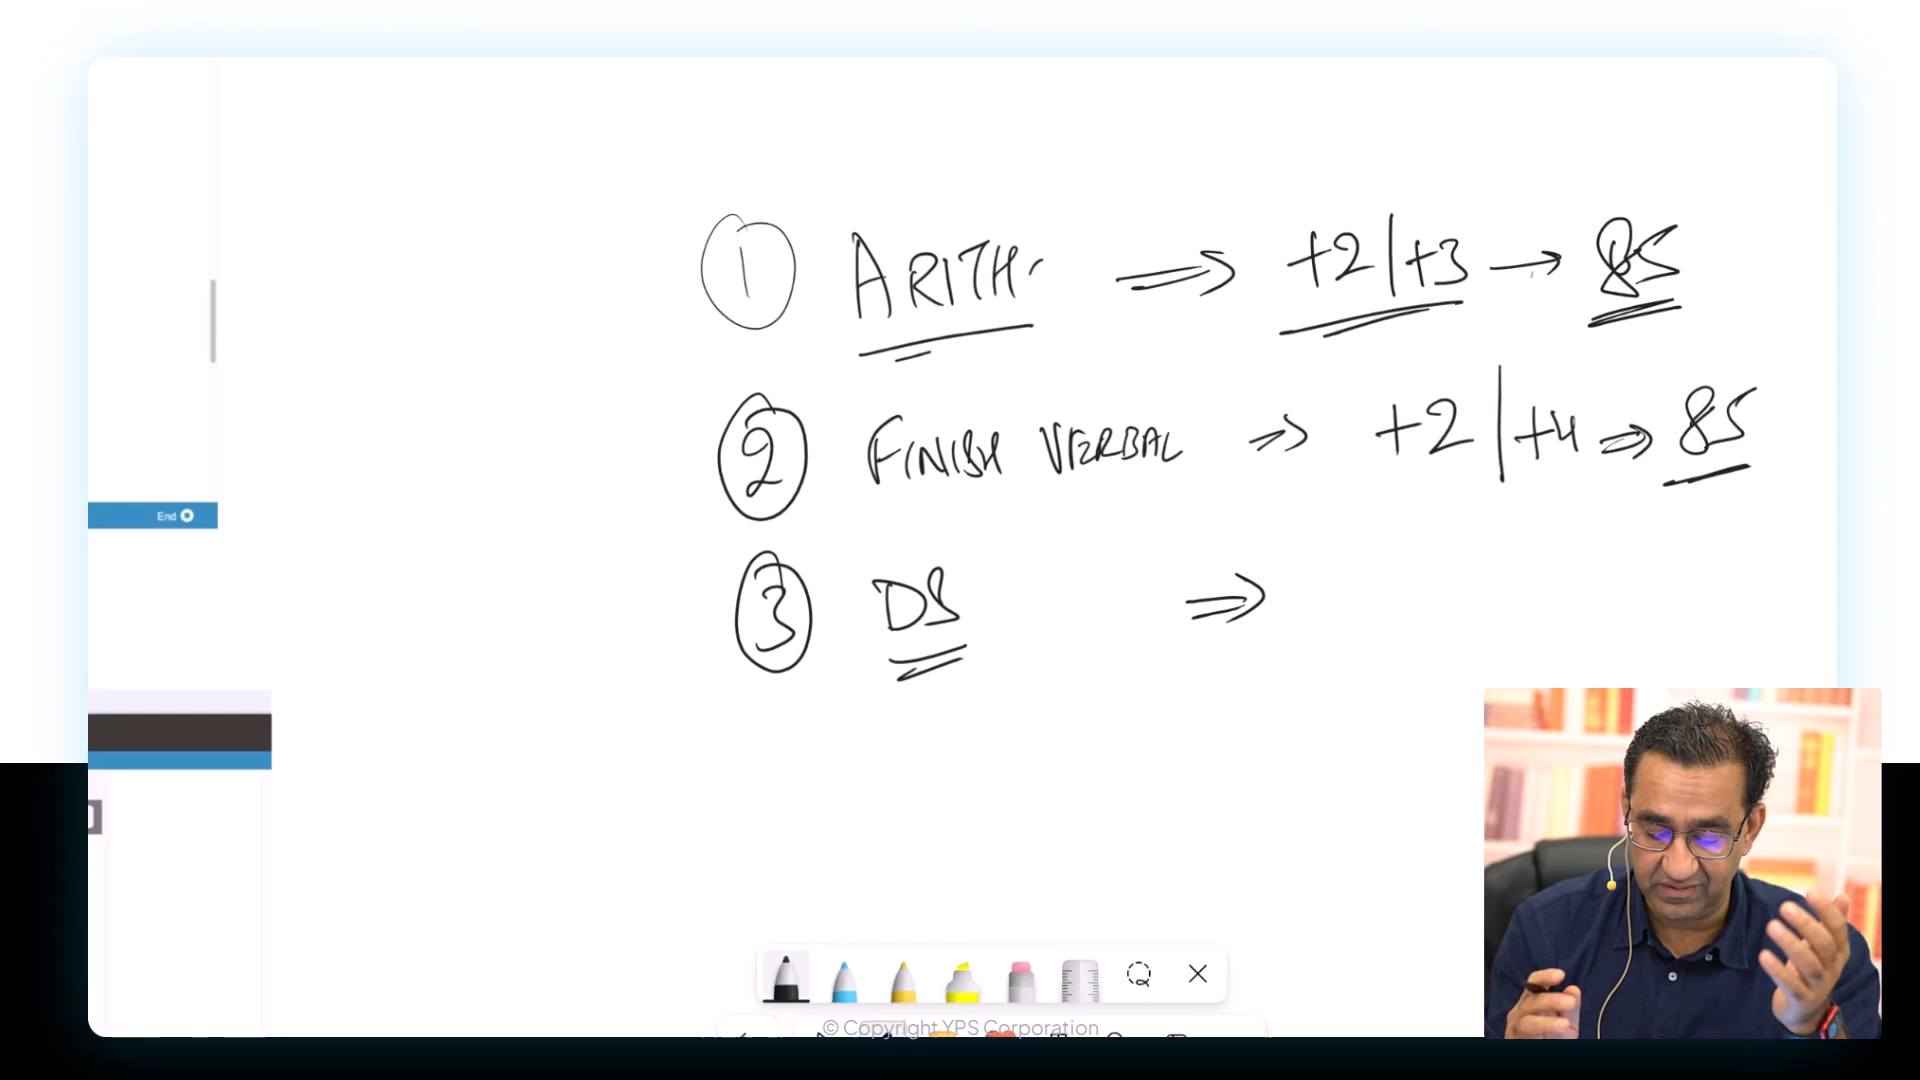 ① ARITH. ⇒ +2 | +3 → 85
② FINISH VERBAL ⇒ +2 | +4 ⇒ 85
End
③ DS ⇒
© Copyright YPS Corporation